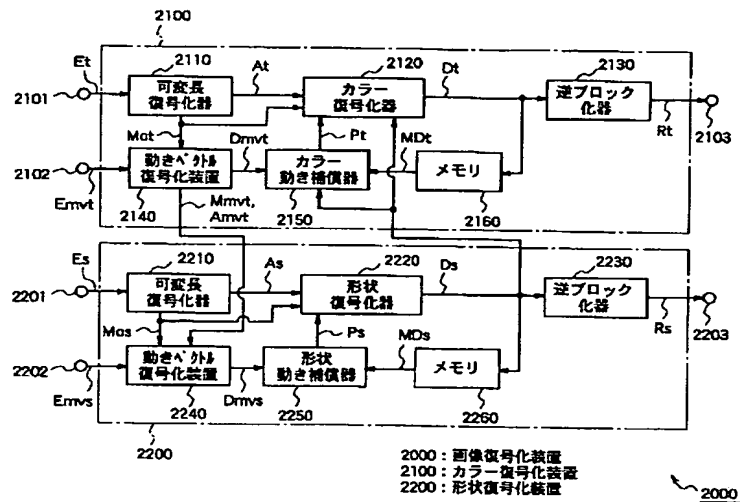 2100
Et
2110
At
2120
Dt
2130
2101
可変長
復号化器
カラー
復号化器
逆ブロック
化器
Rt
2103
Mat
Dmvt
Pt
MDt
2102
動きベクトル
復号化装置
カラー
動き補償器
メモリ
Emvt
2140
Mmvt,
Amvt
2150
2160
Es
2210
As
2220
Ds
2230
2201
可変長
復号化器
形状
復号化器
逆ブロック
化器
Rs
2203
Mas
Ps
MDs
2202
動きベクトル
復号化装置
形状
動き補償器
メモリ
Emvs
2240
Dmvs
2250
2260
2200
2000：画像復号化装置
2100：カラー復号化装置
2200：形状復号化装置
2000